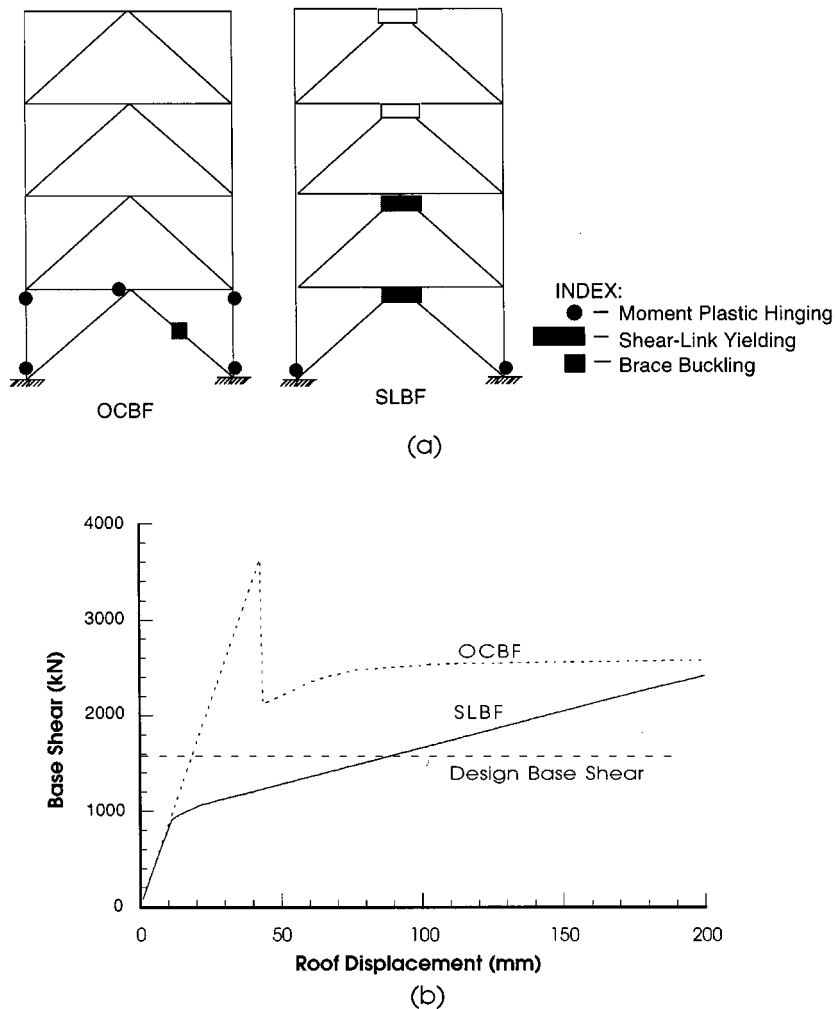 INDEX:
— Moment Plastic Hinging
— Shear-Link Yielding
— Brace Buckling
OCBF
SLBF
(a)
4000
3000
2000
1000
0
Base Shear (kN)
OCBF
SLBF
Design Base Shear
0
50
100
150
200
Roof Displacement (mm)
(b)